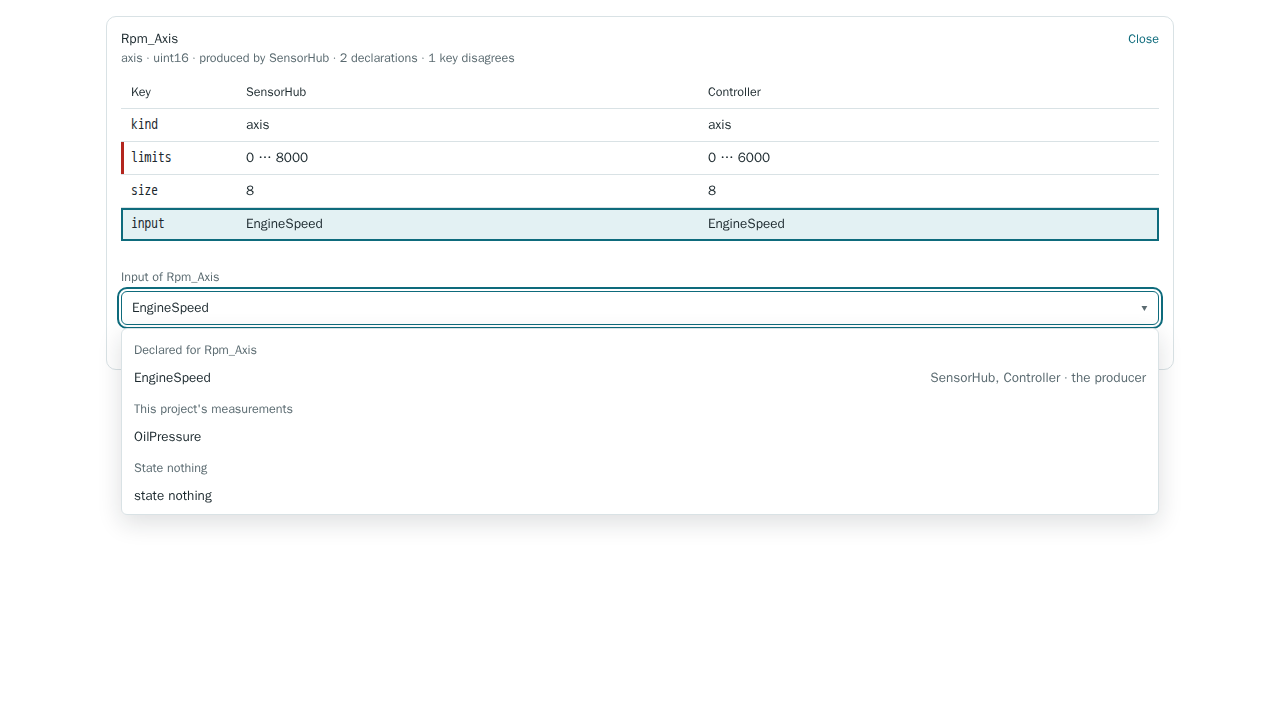 Rpm_Axis
Close
axis · uint16 · produced by SensorHub · 2 declarations · 1 key disagrees
Key SensorHub Controller
kind axis axis
limits 0 ⋯ 8000 0 ⋯ 6000
size 8 8
input EngineSpeed EngineSpeed
Input of Rpm_Axis
EngineSpeed
Declared for Rpm_Axis
EngineSpeed SensorHub, Controller · the producer
This project's measurements
OilPressure
State nothing
state nothing